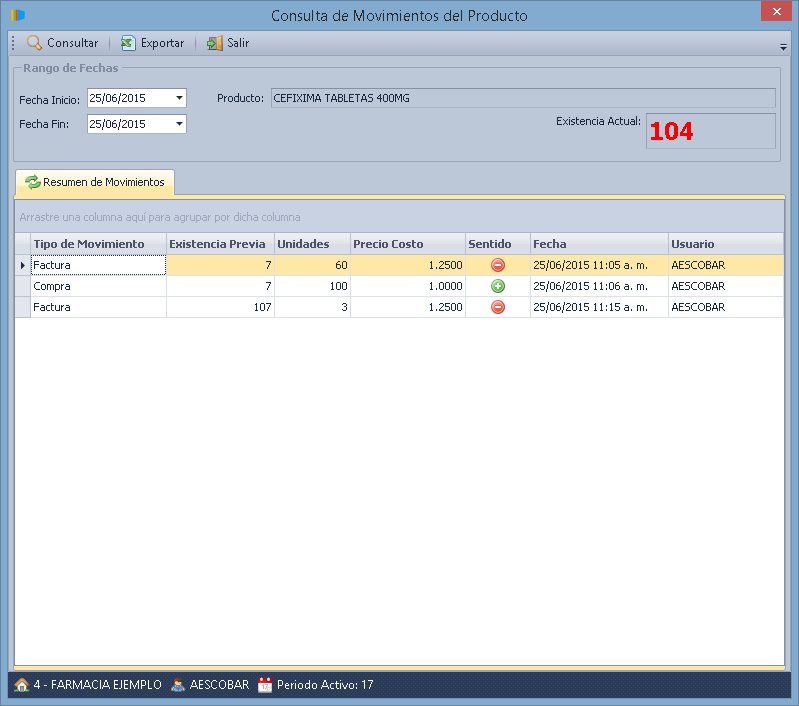 Consulta de Movimientos del Producto
Consultar Exportar Salir
Rango de Fechas
Fecha Inicio: 25/06/2015 Producto: CEFIXIMA TABLETAS 400MG
Fecha Fin: 25/06/2015 Existencia Actual: 104
Resumen de Movimientos
Arrastre una columna aquí para agrupar por dicha columna
Tipo de Movimiento Existencia Previa Unidades Precio Costo Sentido Fecha Usuario
Factura 7 60 1.2500 25/06/2015 11:05 a. m. AESCOBAR
Compra 7 100 1.0000 25/06/2015 11:06 a. m. AESCOBAR
Factura 107 3 1.2500 25/06/2015 11:15 a. m. AESCOBAR
4 - FARMACIA EJEMPLO AESCOBAR Periodo Activo: 17